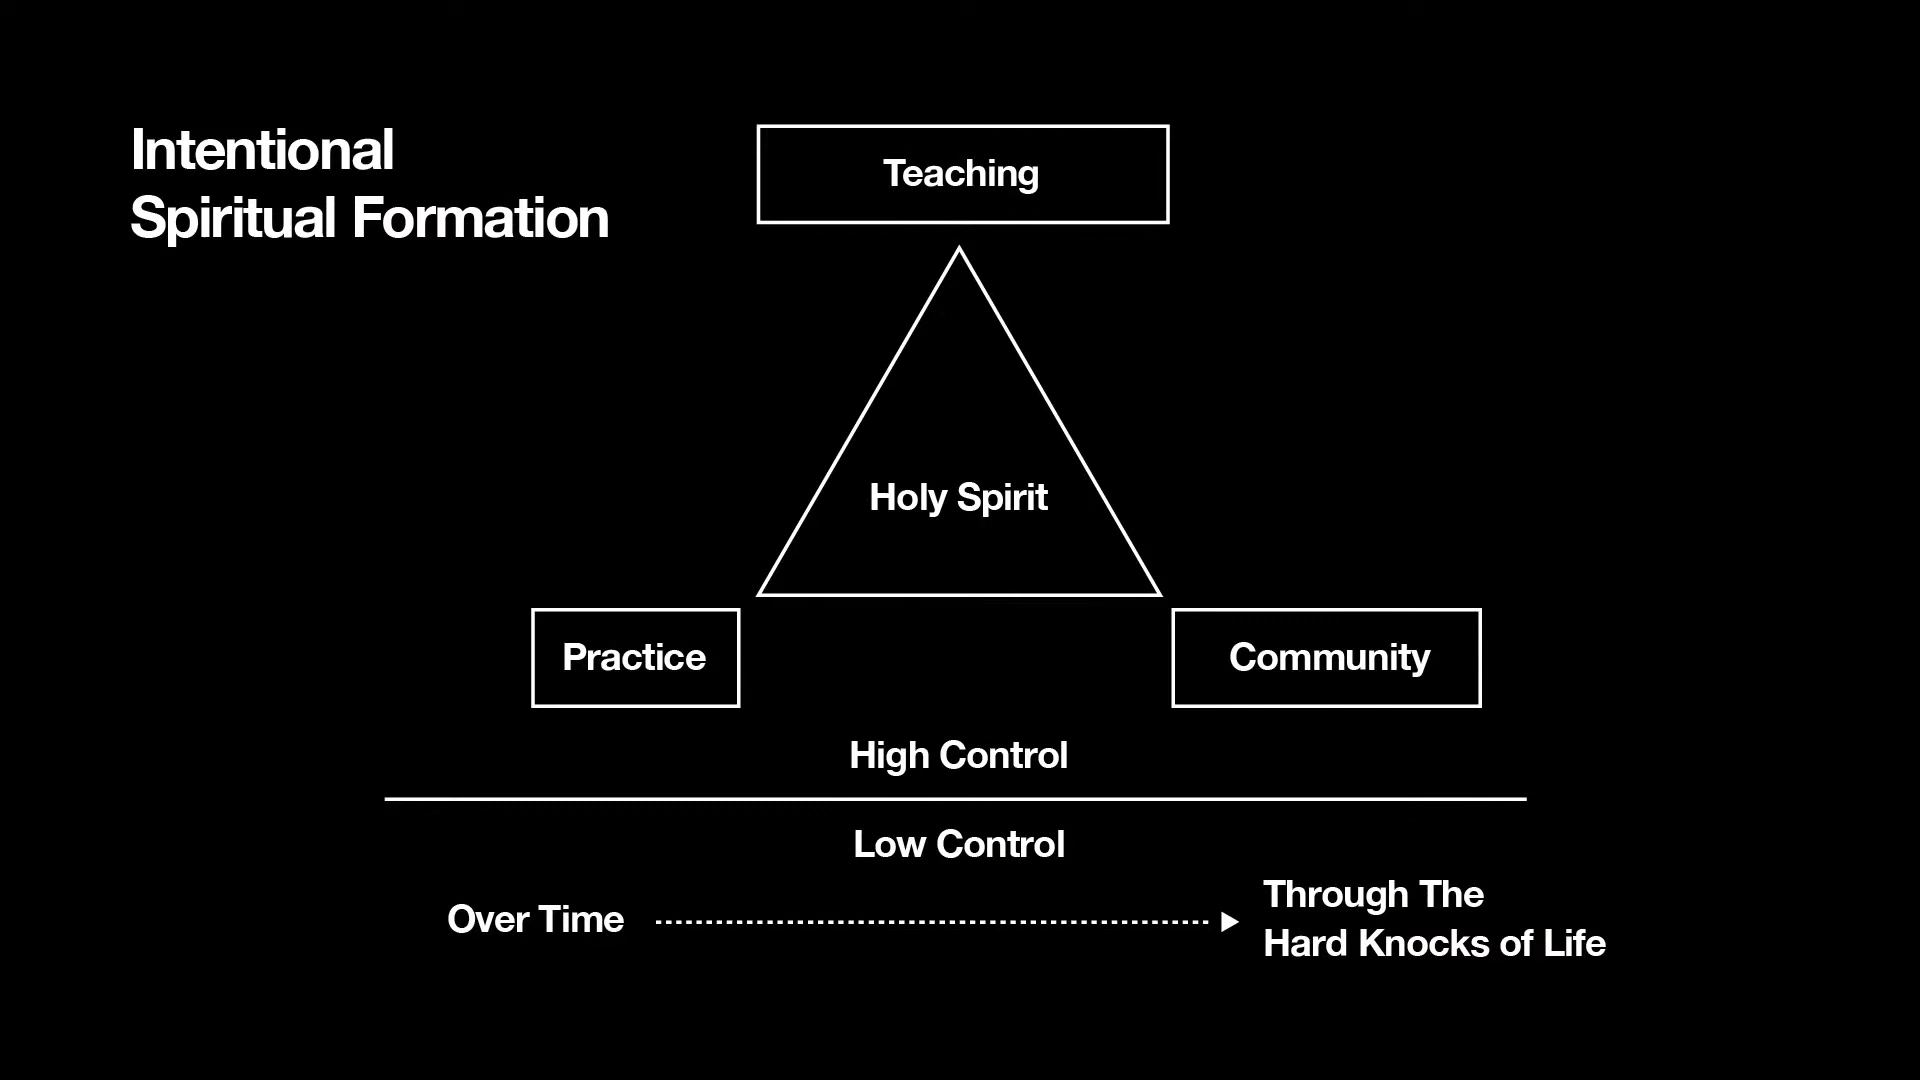 Intentional
Spiritual Formation
Teaching
Holy Spirit
Practice
Community
High Control
Low Control
Over Time
Through The
Hard Knocks of Life